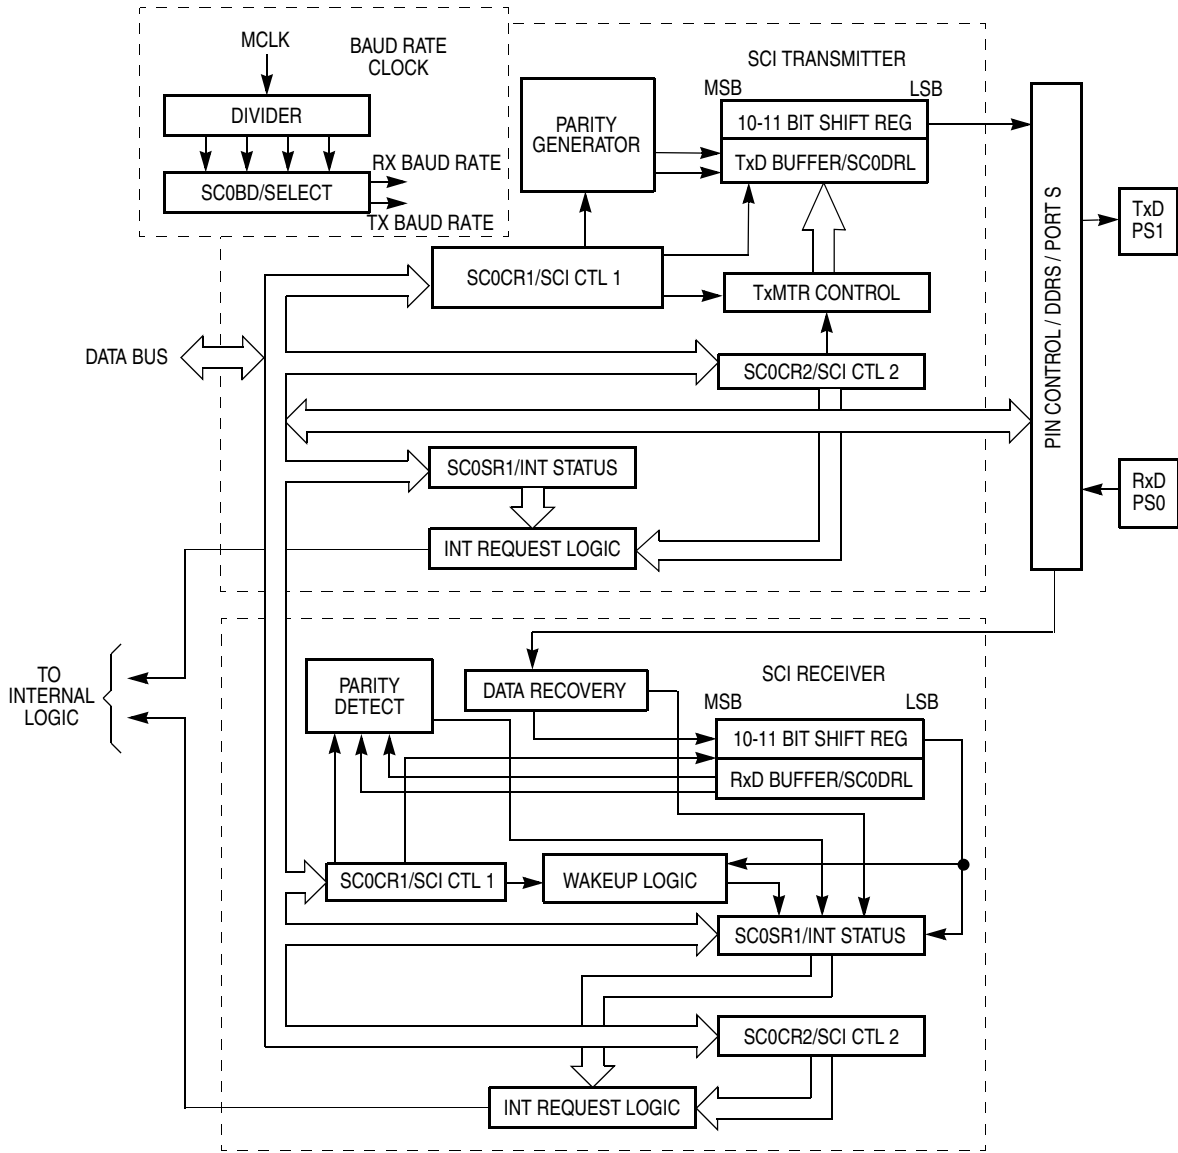 MCLK
BAUD RATE
CLOCK
DIVIDER
RX BAUD RATE
SC0BD/SELECT
TX BAUD RATE
SCI TRANSMITTER
MSB
LSB
PARITY
GENERATOR
10-11 BIT SHIFT REG
TxD BUFFER/SC0DRL
SC0CR1/SCI CTL 1
TxMTR CONTROL
DATA BUS
SC0CR2/SCI CTL 2
SC0SR1/INT STATUS
INT REQUEST LOGIC
PIN CONTROL / DDRS / PORT S
TxD
PS1
RxD
PS0
TO
INTERNAL
LOGIC
SCI RECEIVER
PARITY
DETECT
DATA RECOVERY
MSB
LSB
10-11 BIT SHIFT REG
RxD BUFFER/SC0DRL
SC0CR1/SCI CTL 1
WAKEUP LOGIC
SC0SR1/INT STATUS
SC0CR2/SCI CTL 2
INT REQUEST LOGIC